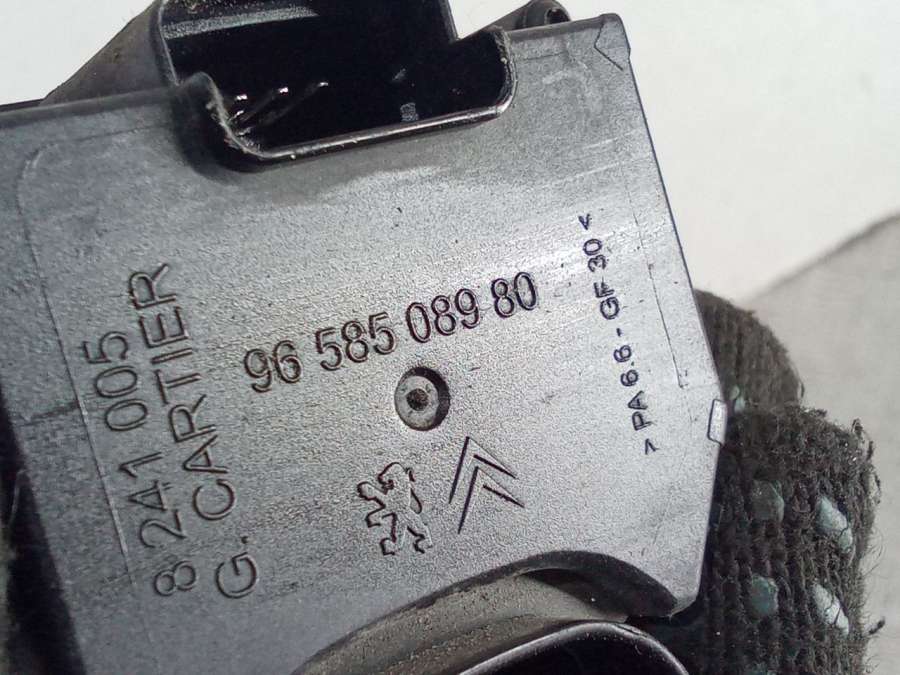 96 585 089 80
> PA 6.6 - GF 30 <
8 241 005
G. CARTIER